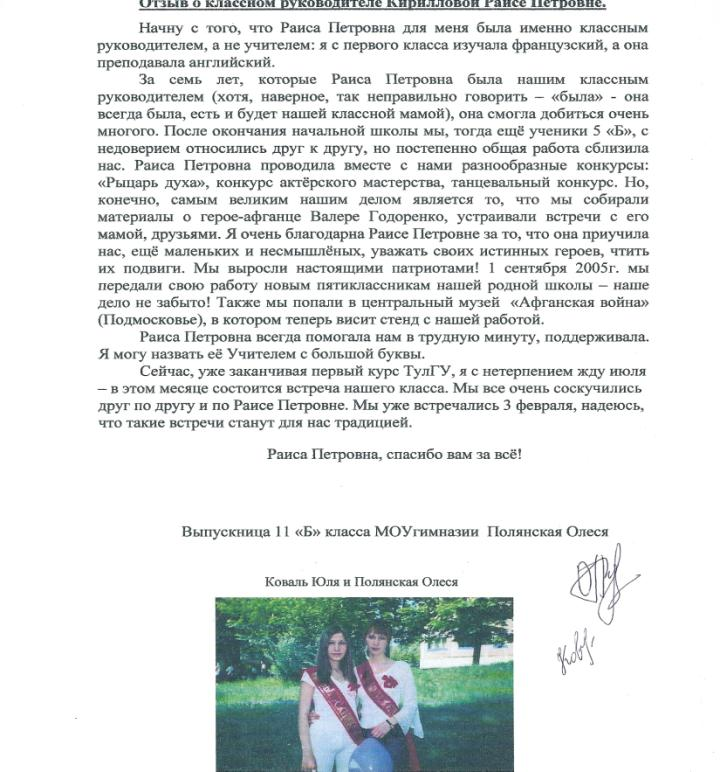 Отзыв о классном руководителе Кирилловой Раисе Петровне.
Начну с того, что Раиса Петровна для меня была именно классным
руководителем, а не учителем: я с первого класса изучала французский, а она
преподавала английский.
За семь лет, которые Раиса Петровна была нашим классным
руководителем (хотя, наверное, так неправильно говорить – «была» - она
всегда была, есть и будет нашей классной мамой), она смогла добиться очень
многого. После окончания начальной школы мы, тогда ещё ученики 5 «Б», с
недоверием относились друг к другу, но постепенно общая работа сблизила
нас. Раиса Петровна проводила вместе с нами разнообразные конкурсы:
«Рыцарь духа», конкурс актёрского мастерства, танцевальный конкурс. Но,
конечно, самым великим нашим делом является то, что мы собирали
материалы о герое-афганце Валере Годоренко, устраивали встречи с его
мамой, друзьями. Я очень благодарна Раисе Петровне за то, что она приучила
нас, ещё маленьких и несмышлёных, уважать своих истинных героев, чтить
их подвиги. Мы выросли настоящими патриотами! 1 сентября 2005г. мы
передали свою работу новым пятиклассникам нашей родной школы – наше
дело не забыто! Также мы попали в центральный музей «Афганская война»
(Подмосковье), в котором теперь висит стенд с нашей работой.
Раиса Петровна всегда помогала нам в трудную минуту, поддерживала.
Я могу назвать её Учителем с большой буквы.
Сейчас, уже заканчивая первый курс ТулГУ, я с нетерпением жду июля
– в этом месяце состоится встреча нашего класса. Мы все очень соскучились
друг по другу и по Раисе Петровне. Мы уже встречались 3 февраля, надеюсь,
что такие встречи станут для нас традицией.
Раиса Петровна, спасибо вам за всё!
Выпускница 11 «Б» класса МОУгимназии Полянская Олеся
Коваль Юля и Полянская Олеся